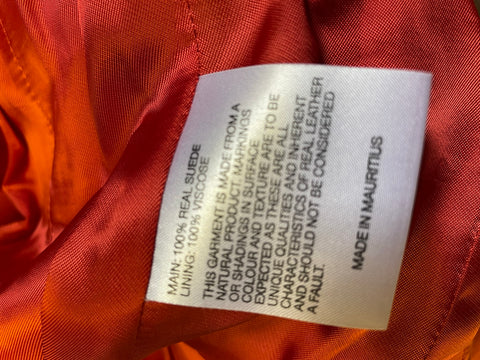 MAIN: 100% REAL SUEDE
LINING: 100% VISCOSE
THIS GARMENT IS MADE FROM A
NATURAL PRODUCT. MARKINGS
OR SHADINGS IN SURFACE
COLOUR AND TEXTURE ARE TO BE
EXPECTED AS THESE ARE ALL
UNIQUE QUALITIES AND INHERENT
CHARACTERISTICS OF REAL LEATHER
AND SHOULD NOT BE CONSIDERED
A FAULT.
MADE IN MAURITIUS